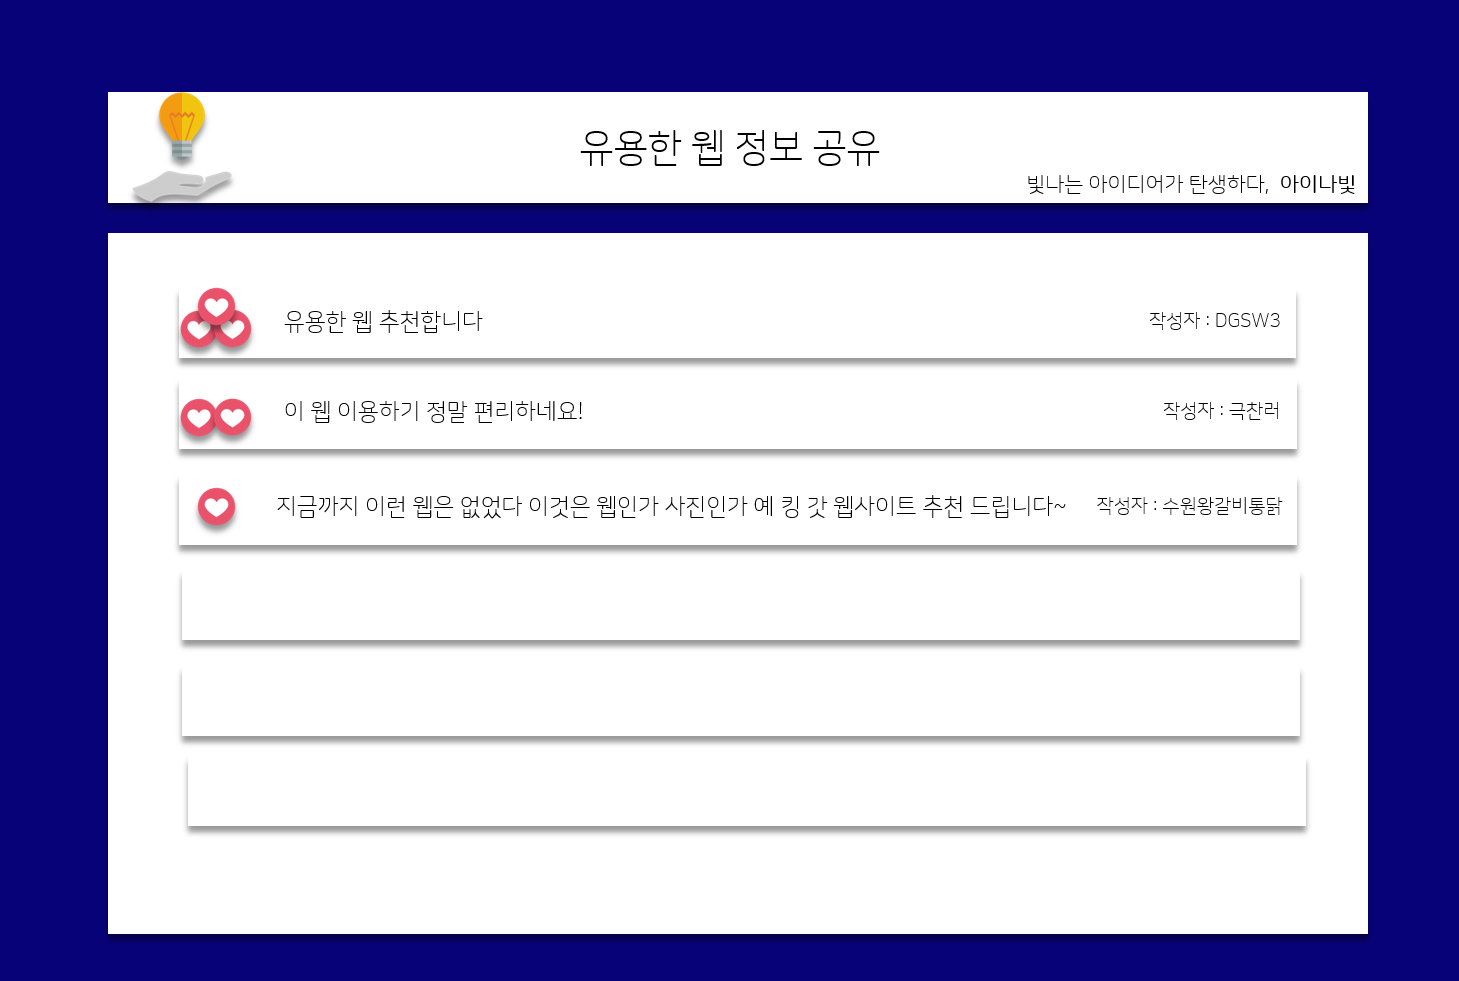 유용한 웹 정보 공유
빛나는 아이디어가 탄생하다, 아이나빛
유용한 웹 추천합니다 작성자 : DGSW3
이 웹 이용하기 정말 편리하네요! 작성자 : 극찬러
지금까지 이런 웹은 없었다 이것은 웹인가 사진인가 예 킹 갓 웹사이트 추천 드립니다~ 작성자 : 수원왕갈비통닭